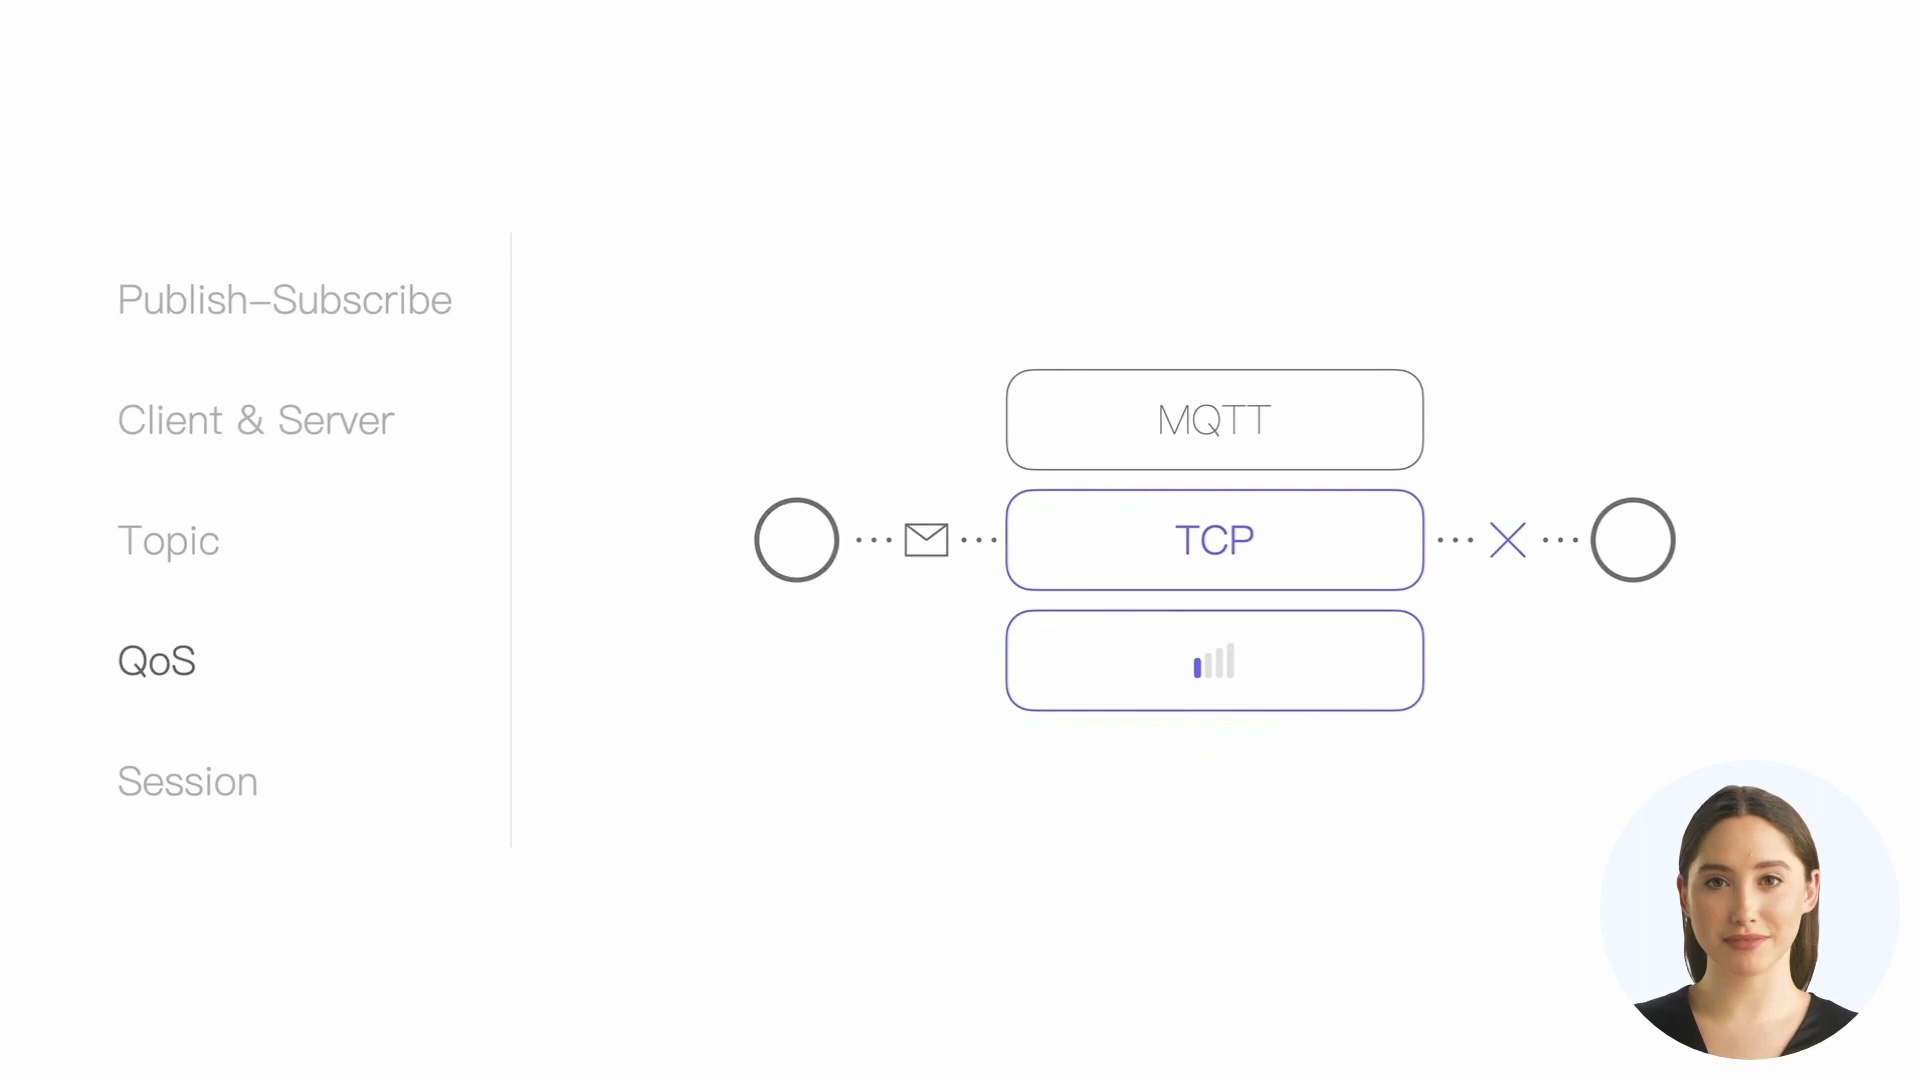 Publish–Subscribe
Client & Server
Topic
QoS
Session
MQTT
TCP